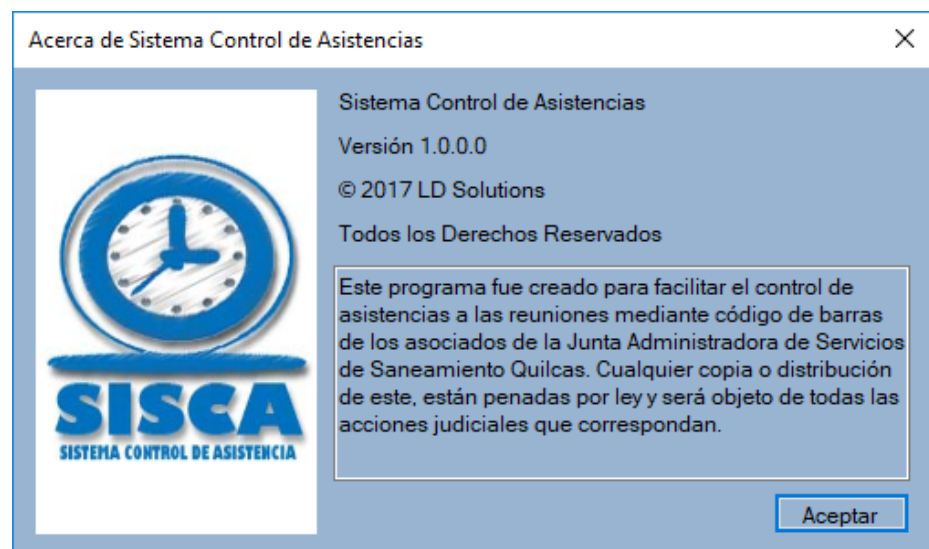 Acerca de Sistema Control de Asistencias
Sistema Control de Asistencias
Versión 1.0.0.0
© 2017 LD Solutions
Todos los Derechos Reservados
Este programa fue creado para facilitar el control de
asistencias a las reuniones mediante código de barras
de los asociados de la Junta Administradora de Servicios
de Saneamiento Quilcas. Cualquier copia o distribución
de este, están penadas por ley y será objeto de todas las
acciones judiciales que correspondan.
SISCA
SISTEMA CONTROL DE ASISTENCIA
Aceptar